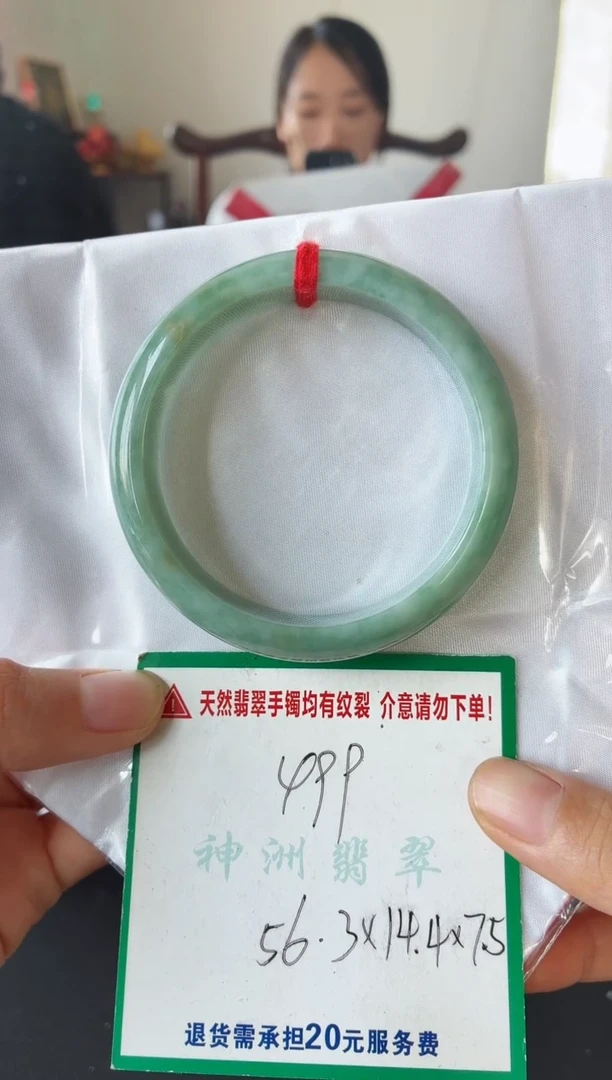 天然翡翠手镯均有纹裂 介意请勿下单!
499
神洲翡翠
56.3x14.4x7.5
退货需承担20元服务费